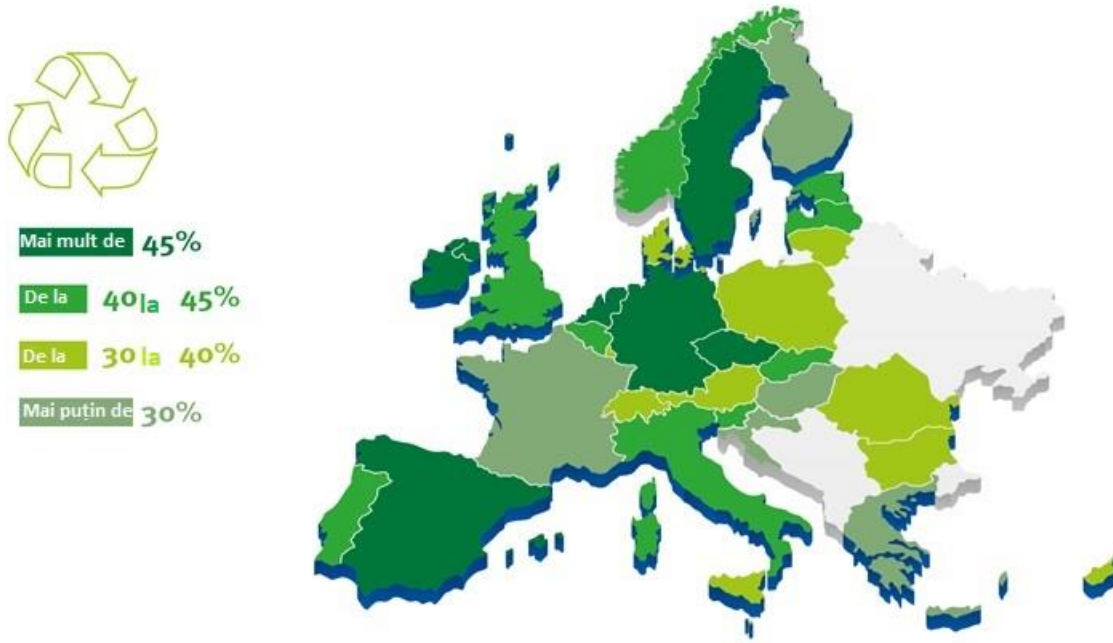 Mai mult de 45%
De la 40 la 45%
De la 30 la 40%
Mai puțin de 30%